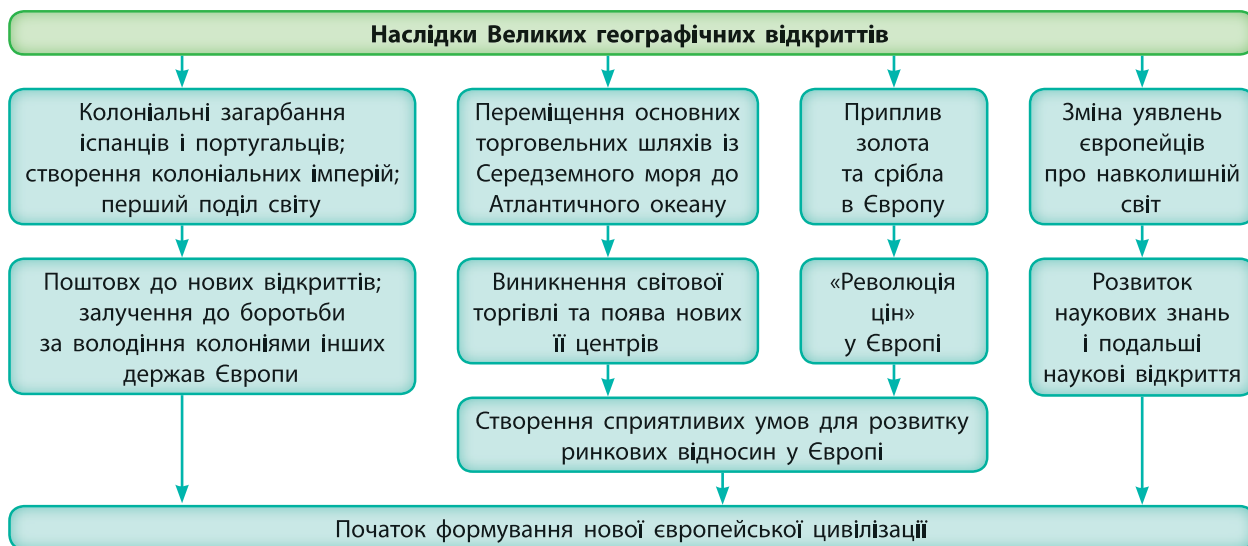 Наслідки Великих географічних відкриттів
Колоніальні загарбання
іспанців і португальців;
створення колоніальних імперій;
перший поділ світу
Переміщення основних
торговельних шляхів із
Середземного моря до
Атлантичного океану
Приплив
золота
та срібла
в Європу
Зміна уявлень
європейців
про навколишній
світ
Поштовх до нових відкриттів;
залучення до боротьби
за володіння колоніями інших
держав Європи
Виникнення світової
торгівлі та поява нових
її центрів
«Революція
цін»
у Європі
Розвиток
наукових знань
і подальші
наукові відкриття
Створення сприятливих умов для розвитку
ринкових відносин у Європі
Початок формування нової європейської цивілізації